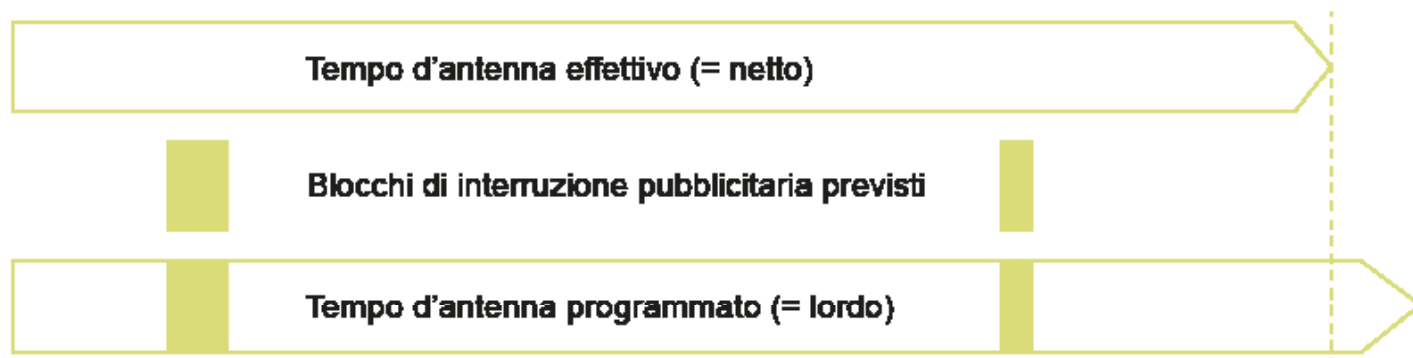 Tempo d'antenna effettivo (= netto)
Blocchi di interruzione pubblicitaria previsti
Tempo d'antenna programmato (= lordo)